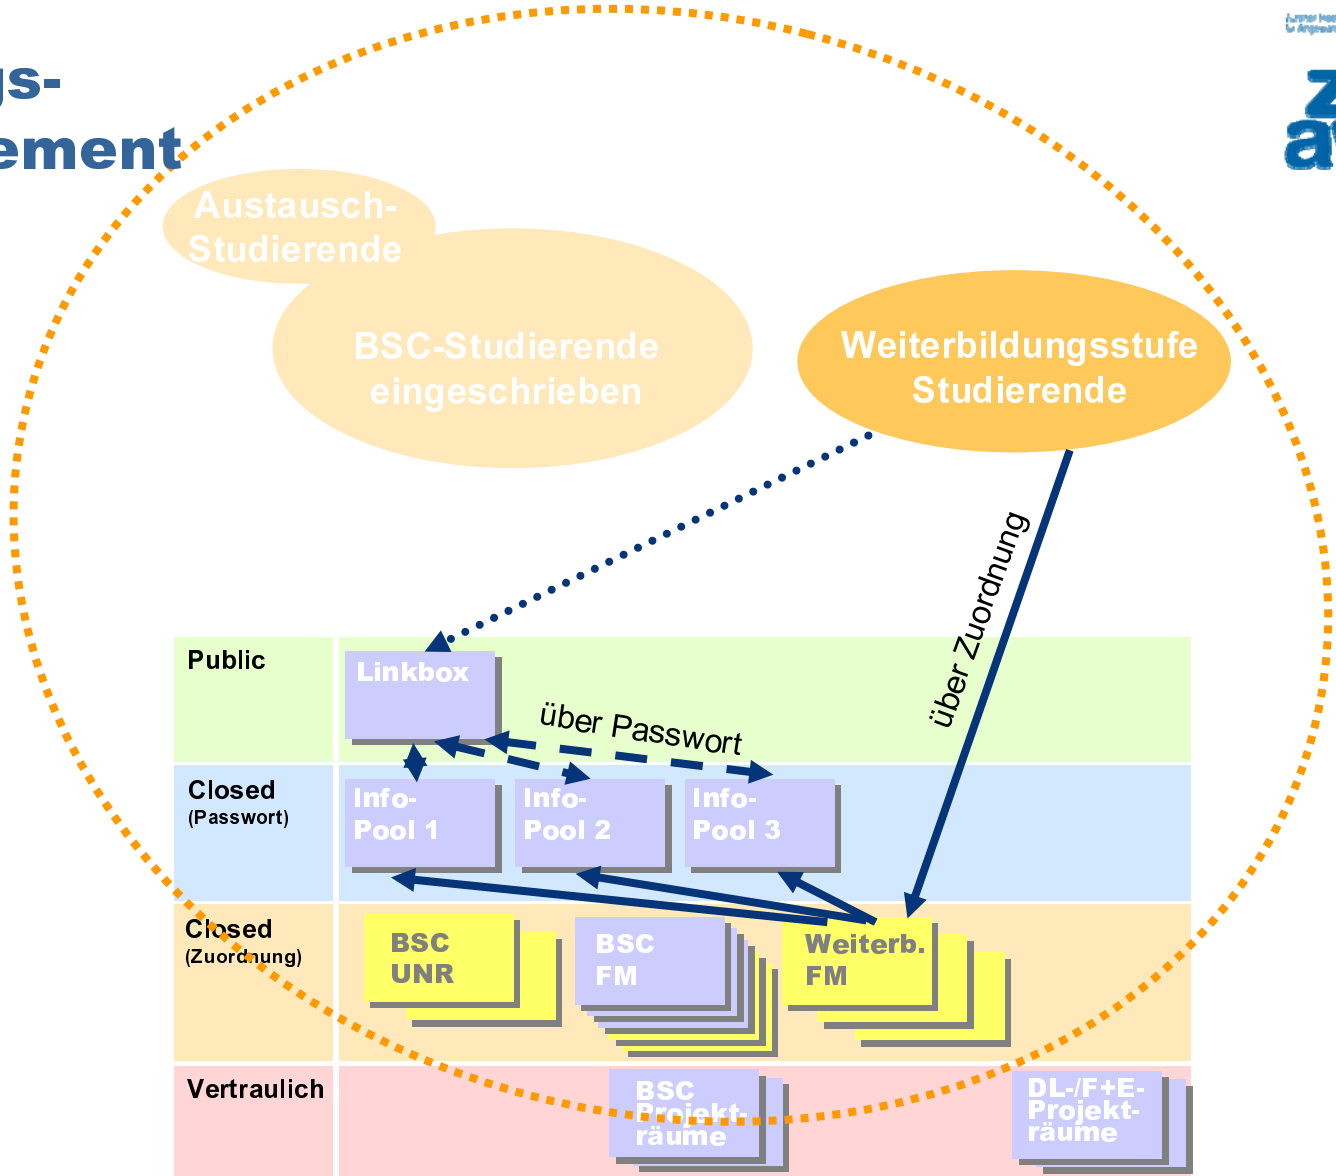 gs-
ement
Austausch-
Studierende
BSC-Studierende
eingeschrieben
Weiterbildungsstufe
Studierende
über Zuordnung
Public
Linkbox
über Passwort
Closed
(Passwort)
Info-
Pool 1
Info-
Pool 2
Info-
Pool 3
Closed
(Zuordnung)
BSC
UNR
BSC
FM
Weiterb.
FM
Vertraulich
BSC
Projekt-
räume
DL-/F+E-
Projekt-
räume